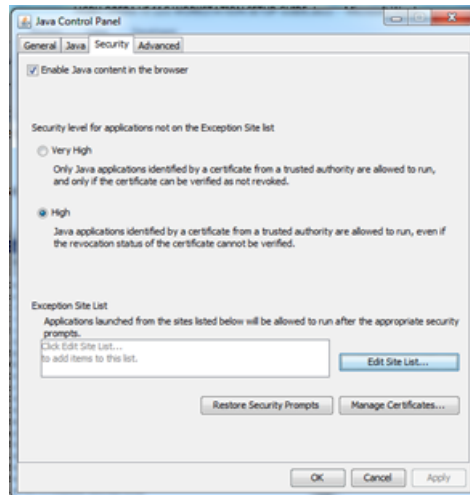 Java Control Panel
General Java Security Advanced
Enable Java content in the browser
Security level for applications not on the Exception Site list
Very High
Only Java applications identified by a certificate from a trusted authority are allowed to run,
and only if the certificate can be verified as not revoked.
High
Java applications identified by a certificate from a trusted authority are allowed to run, even if
the revocation status of the certificate cannot be verified.
Exception Site List
Applications launched from the sites listed below will be allowed to run after the appropriate security
prompts.
Click Edit Site List...
to add items to this list.
Edit Site List...
Restore Security Prompts Manage Certificates...
OK Cancel Apply